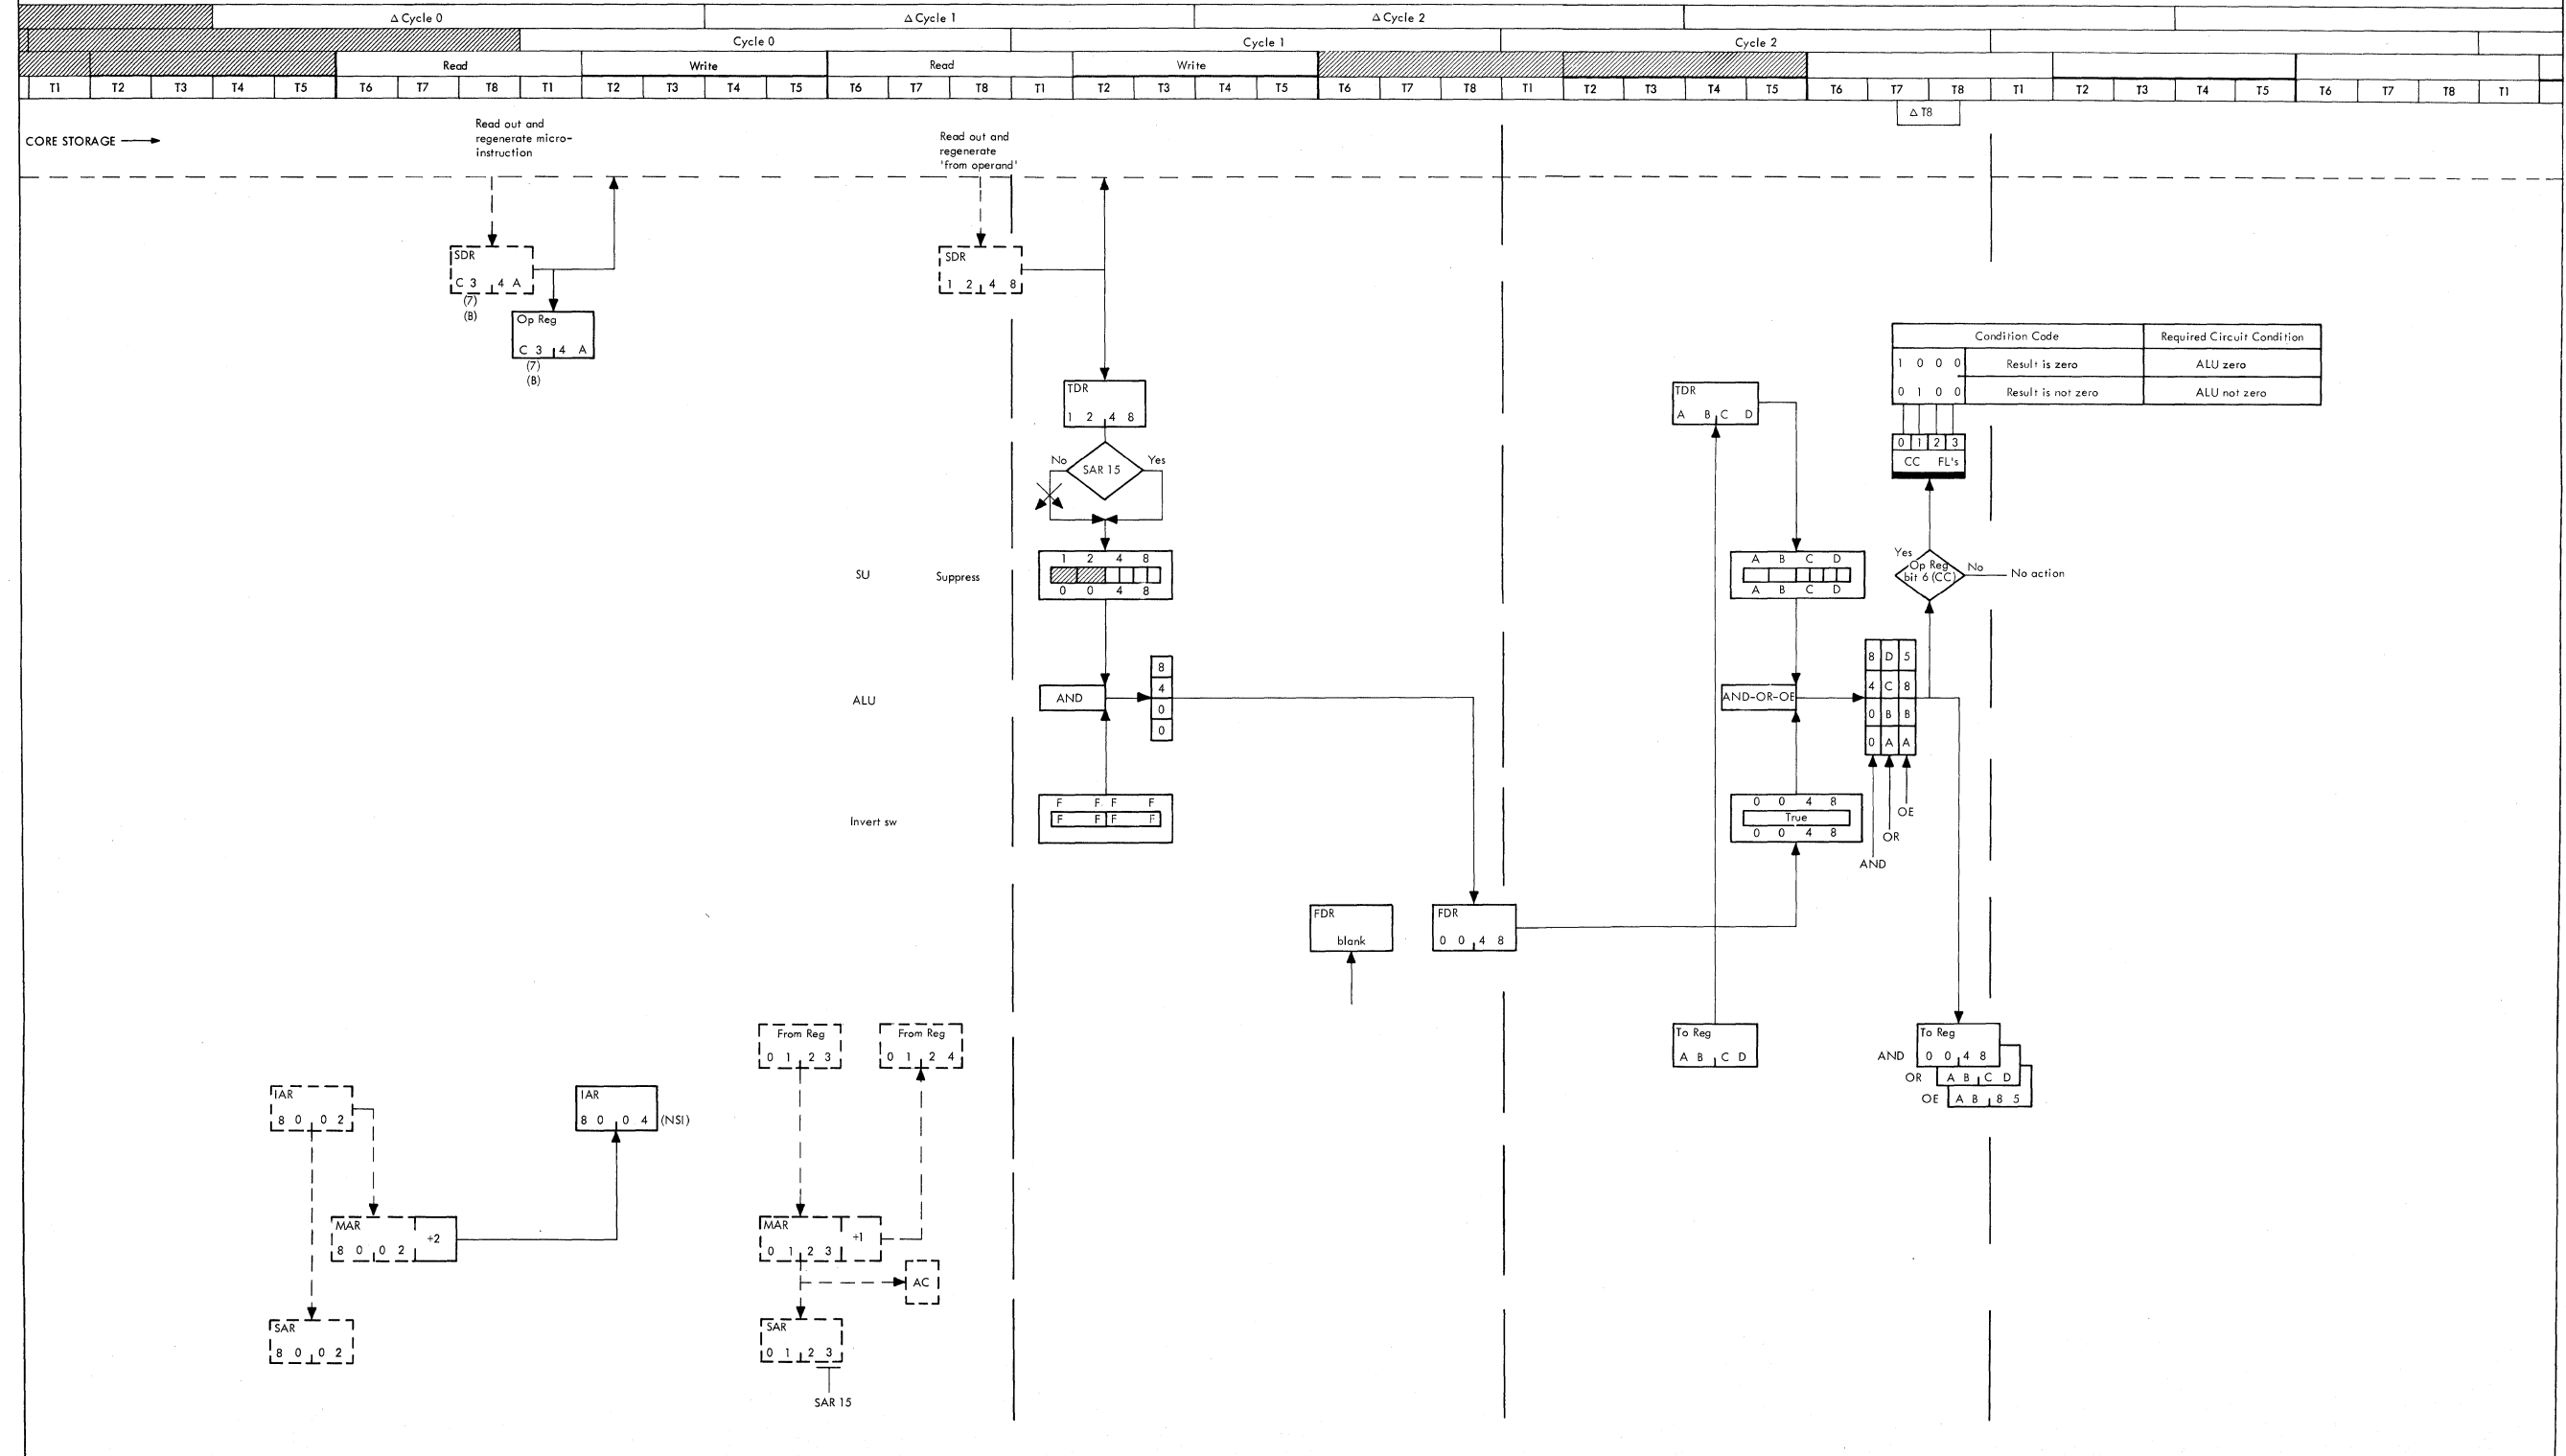 Δ Cycle 0 Δ Cycle 1 Δ Cycle 2
Cycle 0 Cycle 1 Cycle 2
Read Write Read Write
T1 T2 T3 T4 T5 T6 T7 T8 T1 T2 T3 T4 T5 T6 T7 T8 T1 T2 T3 T4 T5 T6 T7 T8 T1 T2 T3 T4 T5 T6 T7 T8 T1 T2 T3 T4 T5 T6 T7 T8 T1
Δ T8
CORE STORAGE
Read out and
regenerate micro-
instruction
Read out and
regenerate
'from operand'
SDR
C 3 4 A
(7)
(B)
Op Reg
C 3 4 A
(7)
(B)
SDR
1 2 4 8
TDR
1 2 4 8
No SAR 15 Yes
SU Suppress
1 2 4 8
0 0 4 8
ALU
AND
8
4
0
0
Invert sw
F F F F
F F F F
FDR
blank
FDR
0 0 4 8
TDR
A B C D
A B C D
A B C D
AND-OR-OE
8 D 5
4 C 8
0 B B
0 A A
OE
OR
AND
0 0 4 8
True
0 0 4 8
Condition Code Required Circuit Condition
1 0 0 0 Result is zero ALU zero
0 1 0 0 Result is not zero ALU not zero
0 1 2 3
CC FL's
Yes
Op Reg
bit 6 (CC)
No
No action
To Reg
A B C D
To Reg
AND 0 0 4 8
OR A B C D
OE A B 8 5
From Reg
0 1 2 3
From Reg
0 1 2 4
IAR
8 0 0 2
IAR
8 0 0 4 (NSI)
MAR
8 0 0 2 +2
MAR
0 1 2 3 +1
AC
SAR
8 0 0 2
SAR
0 1 2 3
SAR 15